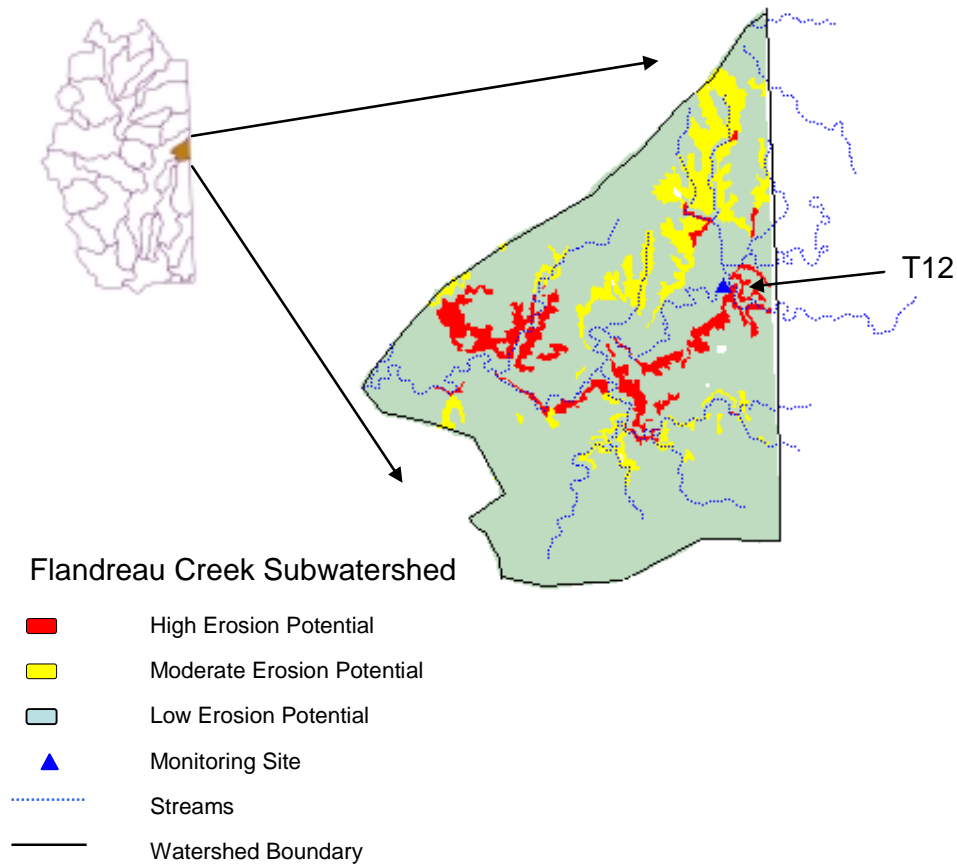 T12
Flandreau Creek Subwatershed
High Erosion Potential
Moderate Erosion Potential
Low Erosion Potential
Monitoring Site
Streams
Watershed Boundary